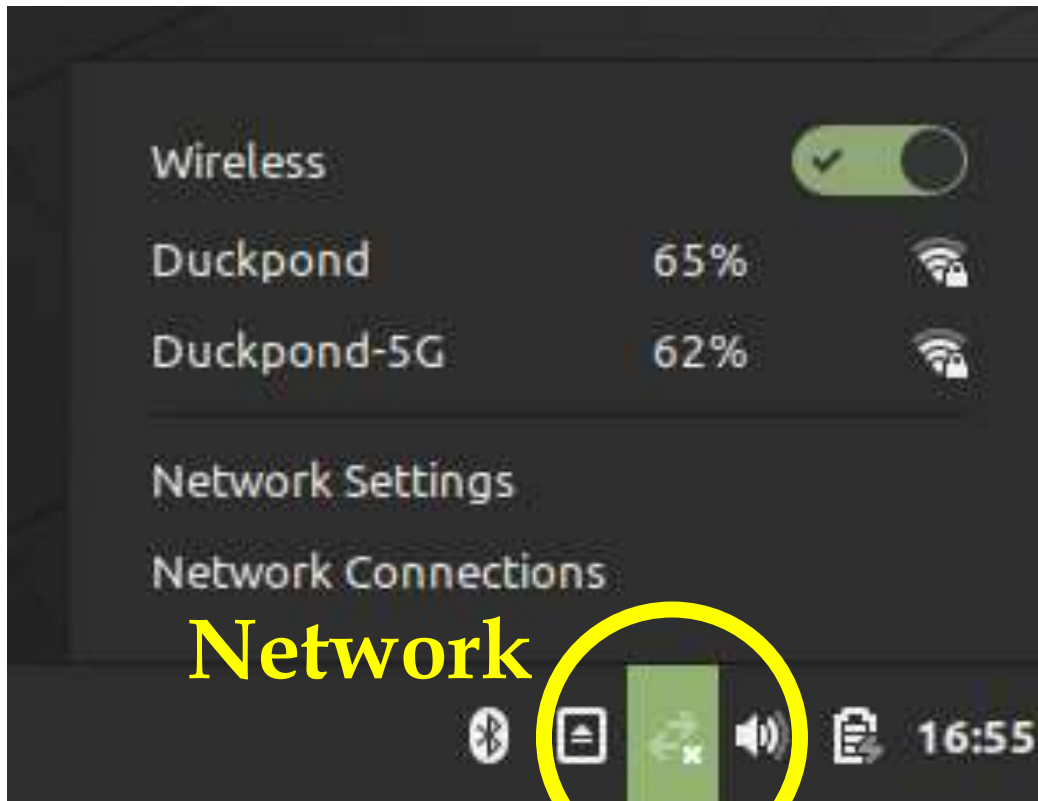 Wireless
Duckpond 65%
Duckpond-5G 62%
Network Settings
Network Connections
Network
16:55